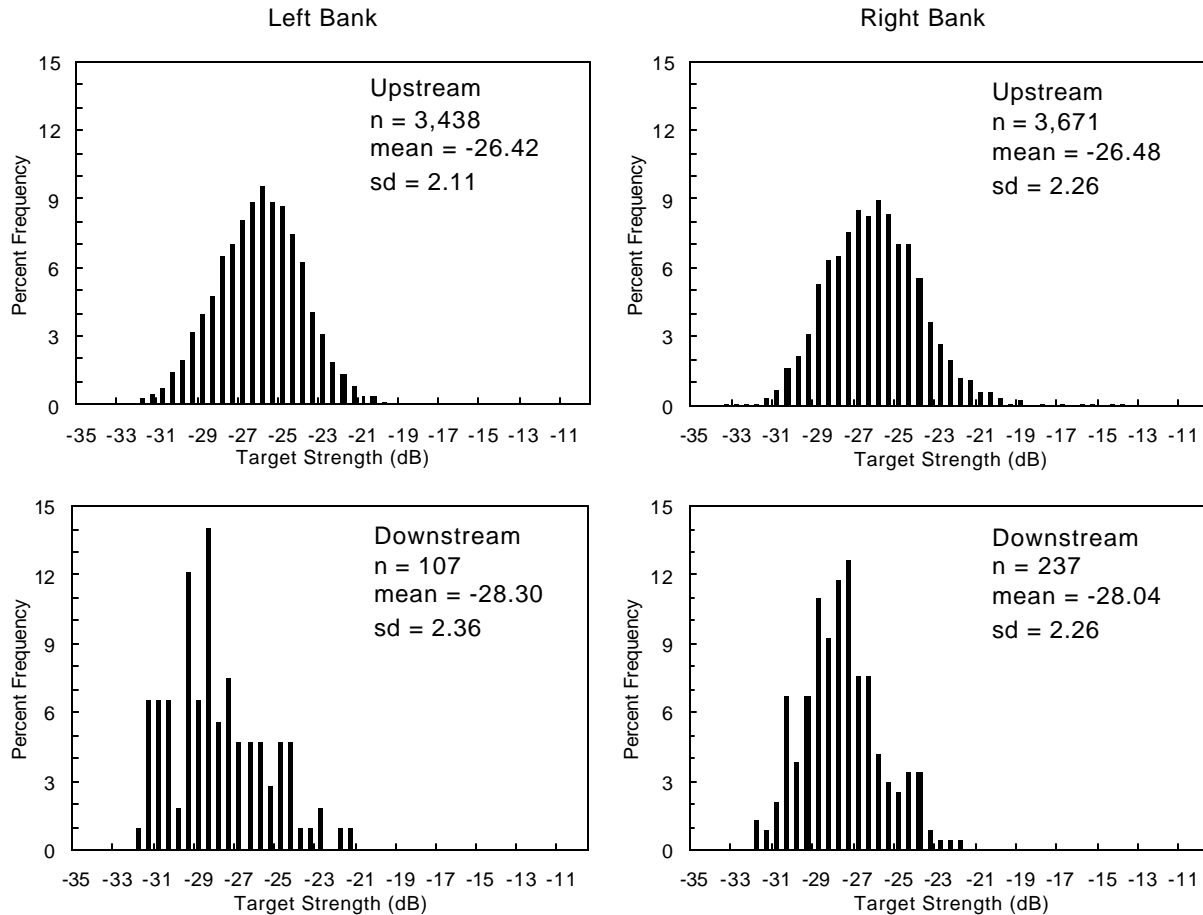 Left Bank
Right Bank
Percent Frequency
15
12
9
6
3
0
Upstream
n = 3,438
mean = -26.42
sd = 2.11
-35 -33 -31 -29 -27 -25 -23 -21 -19 -17 -15 -13 -11
Target Strength (dB)
Percent Frequency
15
12
9
6
3
0
Upstream
n = 3,671
mean = -26.48
sd = 2.26
-35 -33 -31 -29 -27 -25 -23 -21 -19 -17 -15 -13 -11
Target Strength (dB)
Percent Frequency
15
12
9
6
3
0
Downstream
n = 107
mean = -28.30
sd = 2.36
-35 -33 -31 -29 -27 -25 -23 -21 -19 -17 -15 -13 -11
Target Strength (dB)
Percent Frequency
15
12
9
6
3
0
Downstream
n = 237
mean = -28.04
sd = 2.26
-35 -33 -31 -29 -27 -25 -23 -21 -19 -17 -15 -13 -11
Target Strength (dB)